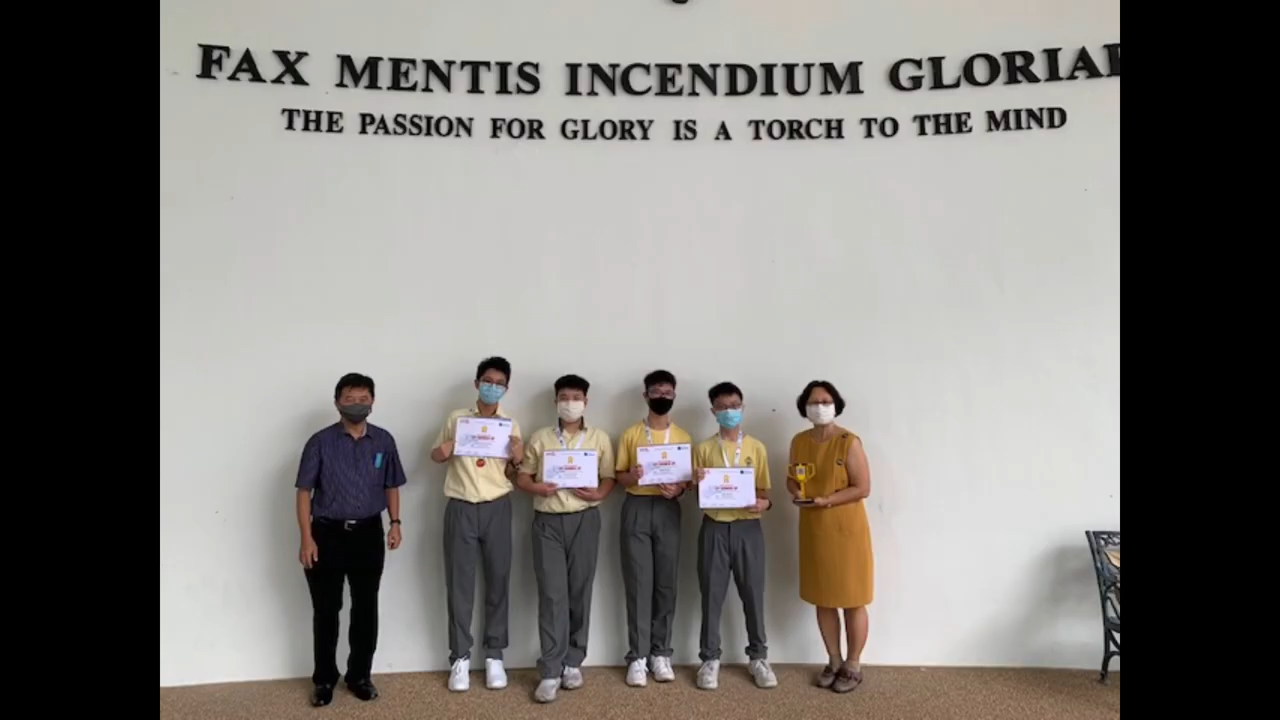 FAX MENTIS INCENDIUM GLORIAE
THE PASSION FOR GLORY IS A TORCH TO THE MIND